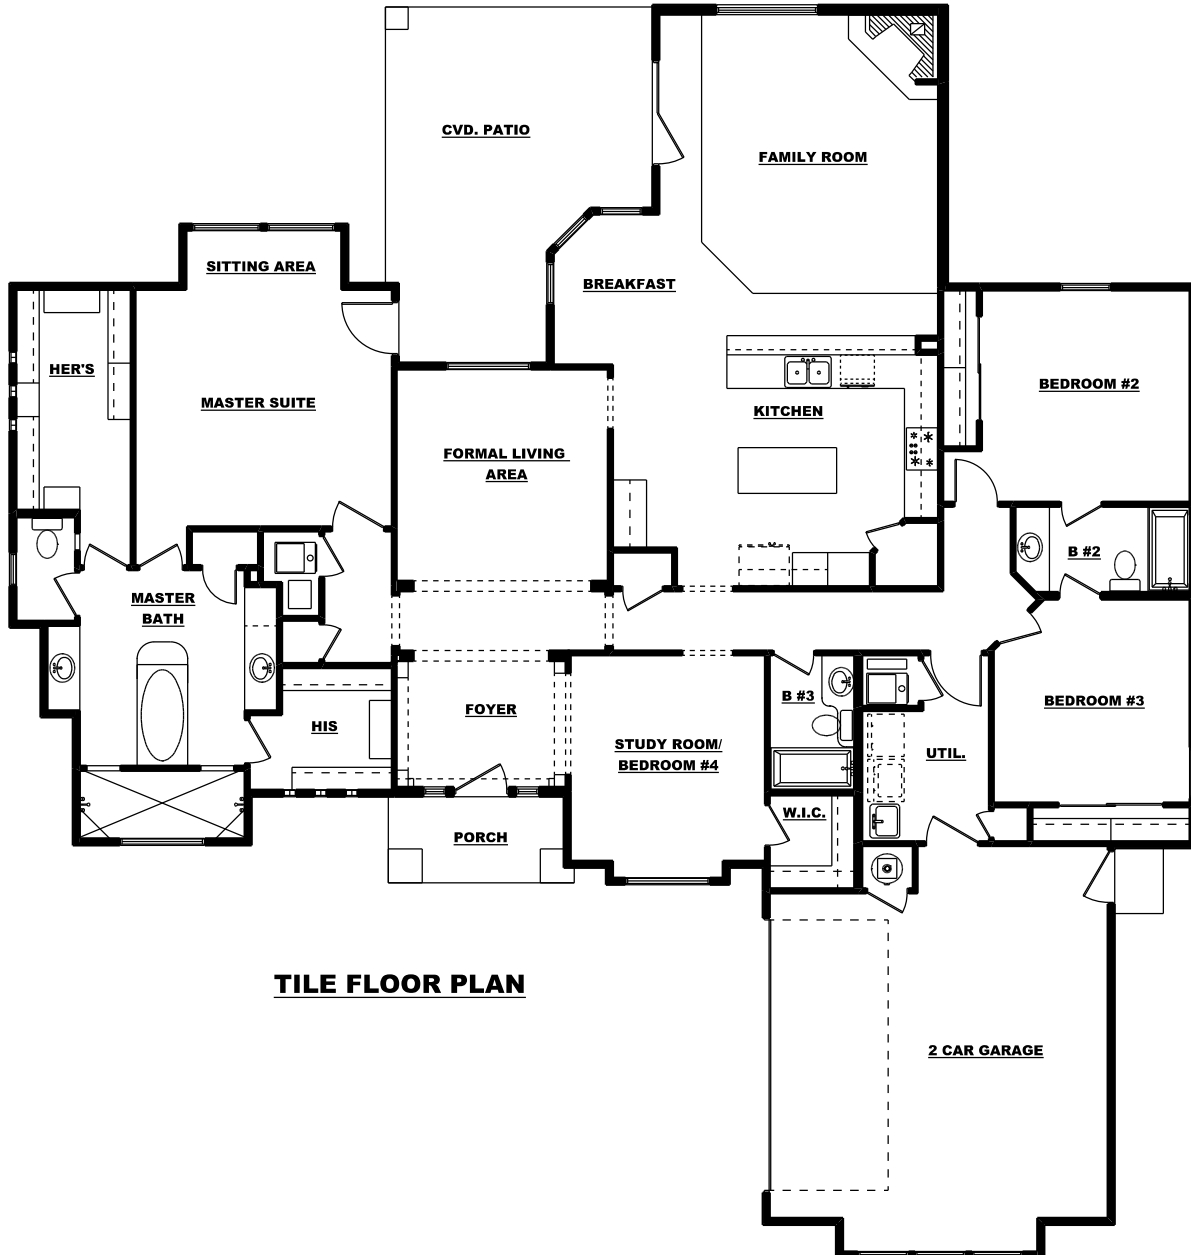 CVD. PATIO
FAMILY ROOM
SITTING AREA
BREAKFAST
HER'S
MASTER SUITE
BEDROOM #2
KITCHEN
FORMAL LIVING
AREA
B #2
MASTER
BATH
B #3
BEDROOM #3
FOYER
HIS
STUDY ROOM/
BEDROOM #4
UTIL.
W.I.C.
PORCH
TILE FLOOR PLAN
2 CAR GARAGE